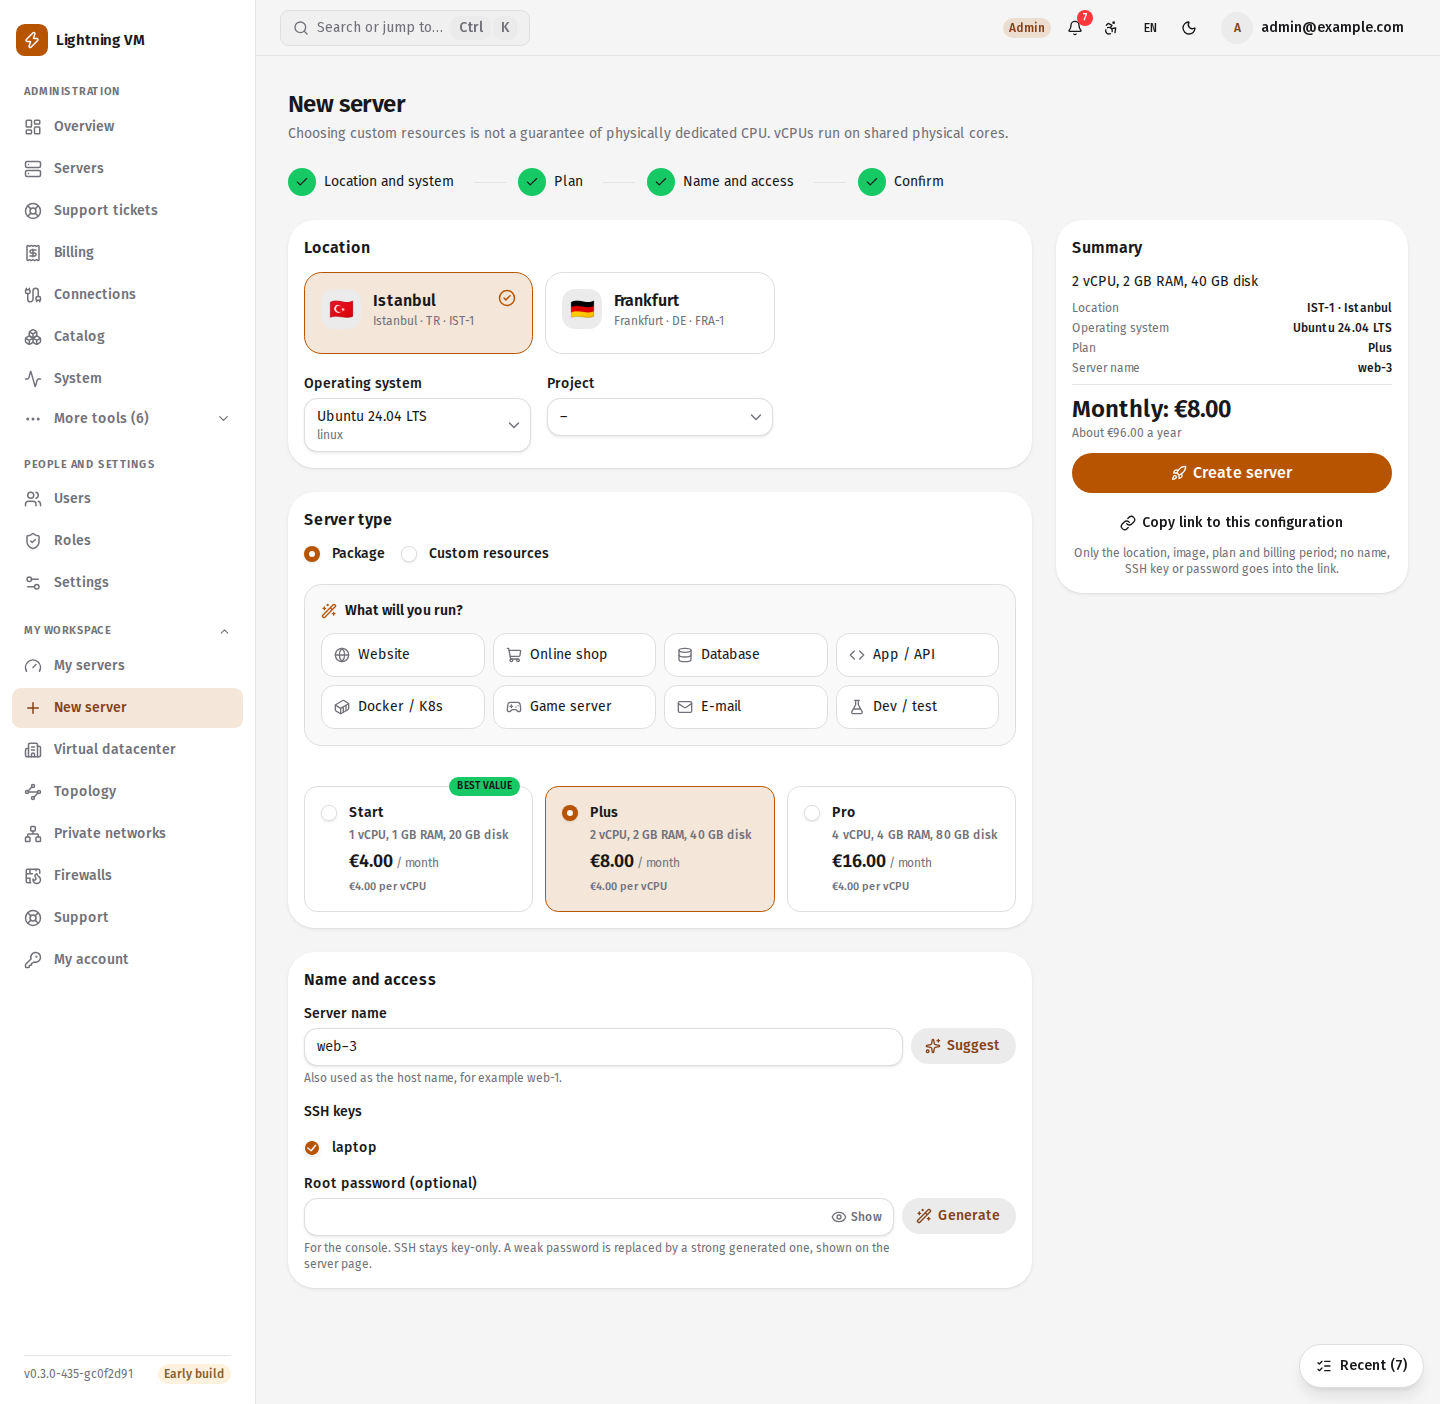 Lightning VM
Search or jump to... Ctrl K
Admin
7
EN
A
admin@example.com
ADMINISTRATION
Overview
Servers
Support tickets
Billing
Connections
Catalog
System
More tools (6)
PEOPLE AND SETTINGS
Users
Roles
Settings
MY WORKSPACE
My servers
New server
Virtual datacenter
Topology
Private networks
Firewalls
Support
My account
v0.3.0-435-gc0f2d91
Early build
New server
Choosing custom resources is not a guarantee of physically dedicated CPU. vCPUs run on shared physical cores.
Location and system
Plan
Name and access
Confirm
Location
Istanbul
Istanbul · TR · IST-1
Frankfurt
Frankfurt · DE · FRA-1
Operating system
Ubuntu 24.04 LTS
linux
Project
–
Server type
Package
Custom resources
What will you run?
Website
Online shop
Database
App / API
Docker / K8s
Game server
E-mail
Dev / test
BEST VALUE
Start
1 vCPU, 1 GB RAM, 20 GB disk
€4.00 / month
€4.00 per vCPU
Plus
2 vCPU, 2 GB RAM, 40 GB disk
€8.00 / month
€4.00 per vCPU
Pro
4 vCPU, 4 GB RAM, 80 GB disk
€16.00 / month
€4.00 per vCPU
Name and access
Server name
web-3
Suggest
Also used as the host name, for example web-1.
SSH keys
laptop
Root password (optional)
Show
Generate
For the console. SSH stays key-only. A weak password is replaced by a strong generated one, shown on the
server page.
Summary
2 vCPU, 2 GB RAM, 40 GB disk
Location IST-1 · Istanbul
Operating system Ubuntu 24.04 LTS
Plan Plus
Server name web-3
Monthly: €8.00
About €96.00 a year
Create server
Copy link to this configuration
Only the location, image, plan and billing period; no name,
SSH key or password goes into the link.
Recent (7)